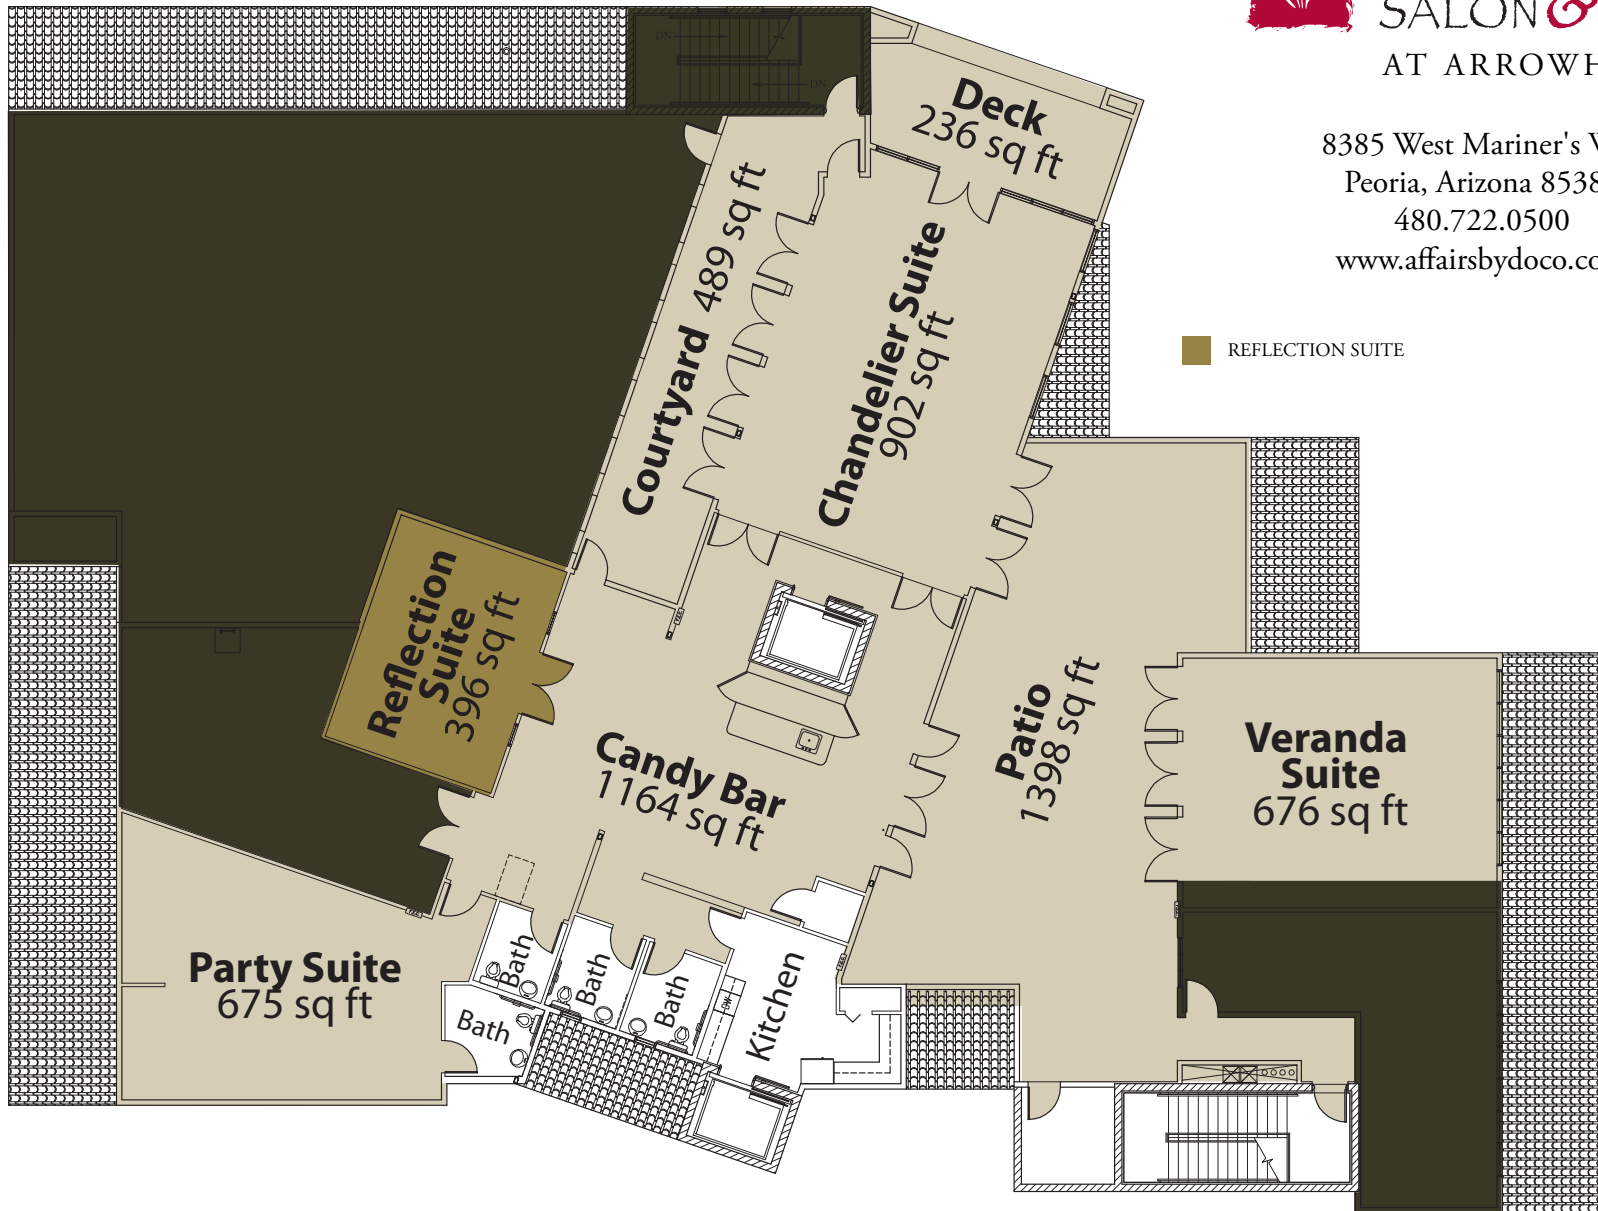 SALON &
AT ARROWH
8385 West Mariner's W
Peoria, Arizona 8538
480.722.0500
www.affairsbydoco.co
REFLECTION SUITE
DN
DN
Deck
236 sq ft
Courtyard 489 sq ft
Chandelier Suite
902 sq ft
Reflection
Suite
396 sq ft
Candy Bar
1164 sq ft
Patio
1398 sq ft
Veranda
Suite
676 sq ft
Party Suite
675 sq ft
Bath
Bath
Bath
Bath
Kitchen
DW